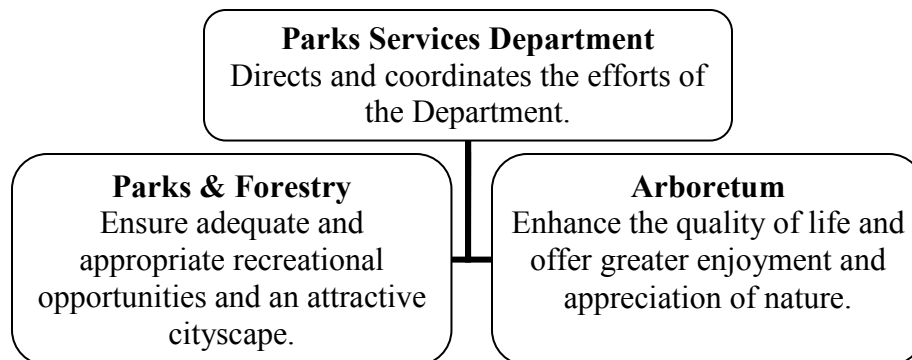 Parks Services Department
Directs and coordinates the efforts of
the Department.
Parks & Forestry
Ensure adequate and
appropriate recreational
opportunities and an attractive
cityscape.
Arboretum
Enhance the quality of life and
offer greater enjoyment and
appreciation of nature.